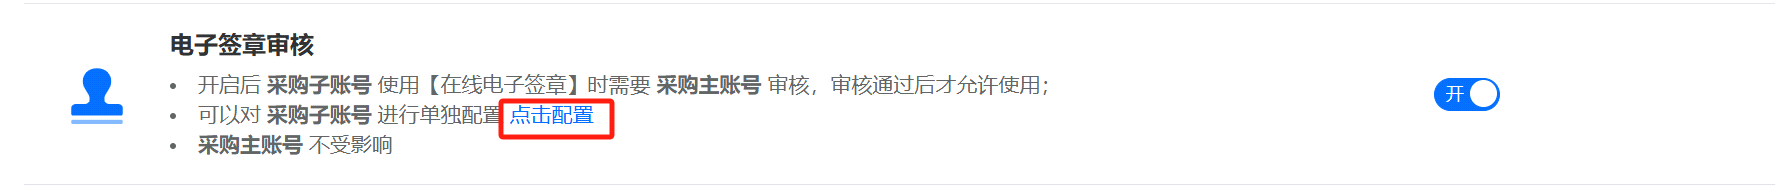 电子签章审核
• 开启后 采购子账号 使用【在线电子签章】时需要 采购主账号 审核，审核通过后才允许使用；
开
• 可以对 采购子账号 进行单独配置 点击配置
• 采购主账号 不受影响